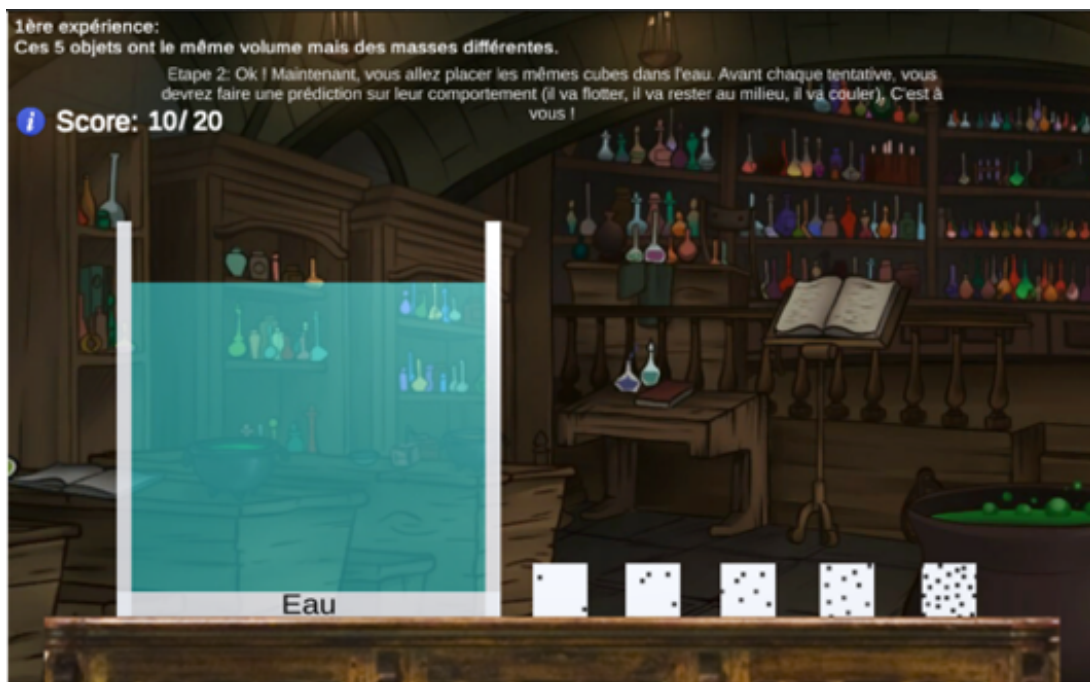 1ère expérience:
Ces 5 objets ont le même volume mais des masses différentes.
Etape 2: Ok ! Maintenant, vous allez placer les mêmes cubes dans l'eau. Avant chaque tentative, vous
devrez faire une prédiction sur leur comportement (il va flotter, il va rester au milieu, il va couler). C'est à
vous !
i Score: 10/ 20
Eau